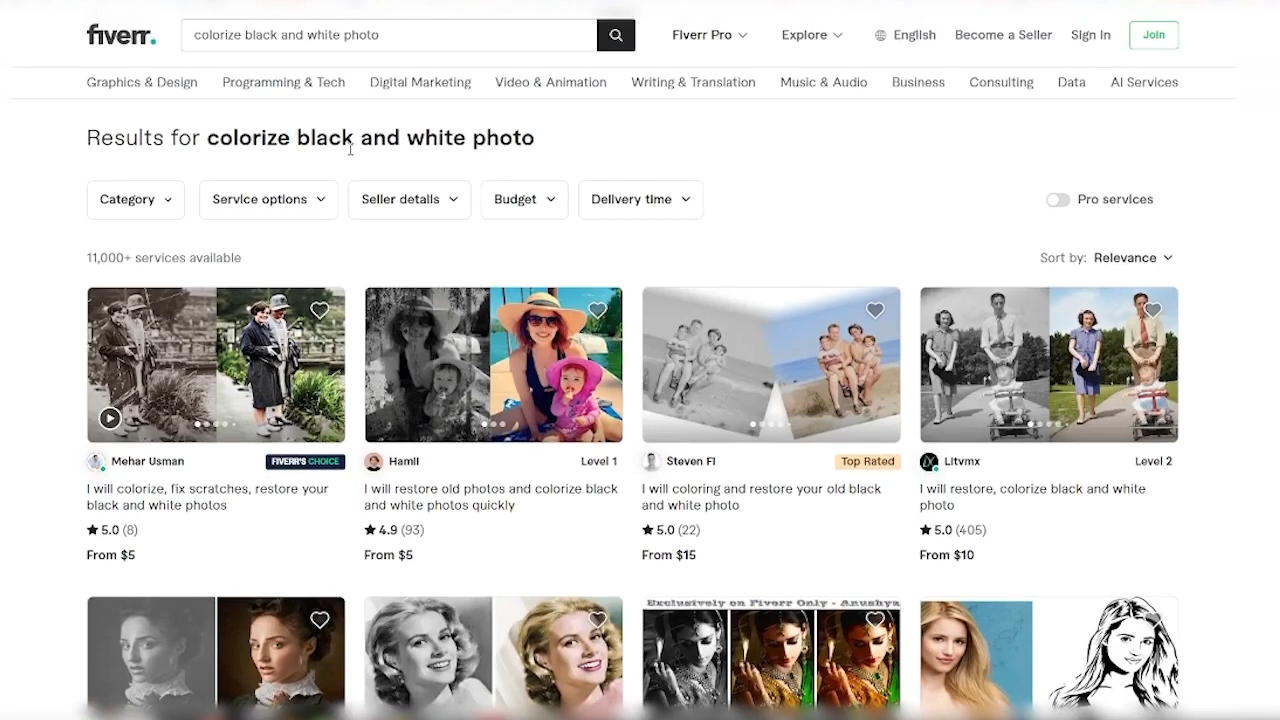 fiverr.
colorize black and white photo
Fiverr Pro
Explore
English
Become a Seller
Sign In
Join
Graphics & Design
Programming & Tech
Digital Marketing
Video & Animation
Writing & Translation
Music & Audio
Business
Consulting
Data
AI Services
Results for colorize black and white photo
Category
Service options
Seller details
Budget
Delivery time
Pro services
11,000+ services available
Sort by: Relevance
Mehar Usman
FIVERR'S CHOICE
I will colorize, fix scratches, restore your
black and white photos
5.0 (8)
From $5
Hamll
Level 1
I will restore old photos and colorize black
and white photos quickly
4.9 (93)
From $5
Steven Fl
Top Rated
I will coloring and restore your old black
and white photo
5.0 (22)
From $15
Litvmx
Level 2
I will restore, colorize black and white
photo
5.0 (405)
From $10
Exclusively on Fiverr Only - Anushya